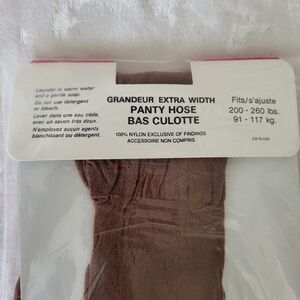 Launder in warm water
and a gentle soap.
Do not use detergent
or bleach.
Laver dans une eau tiède,
avec un savon très doux.
N'employez aucun agents
blanchissant ou détergent.
GRANDEUR EXTRA WIDTH
PANTY HOSE
BAS CULOTTE
100% NYLON EXCLUSIVE OF FINDINGS
ACCESSOIRE NON COMPRIS
Fits/s'ajuste
200 - 260 lbs.
91 - 117 kg.